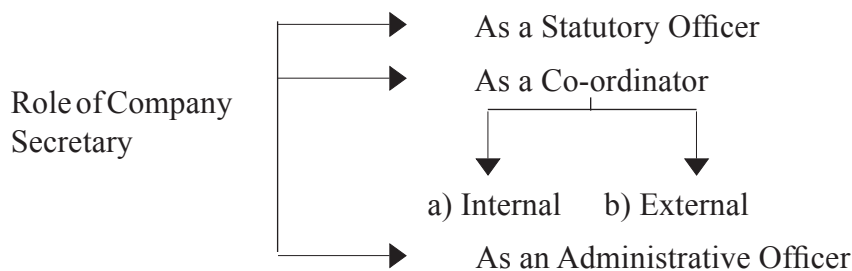 As a Statutory Officer
As a Co-ordinator
Role of Company
Secretary
a) Internal b) External
As an Administrative Officer